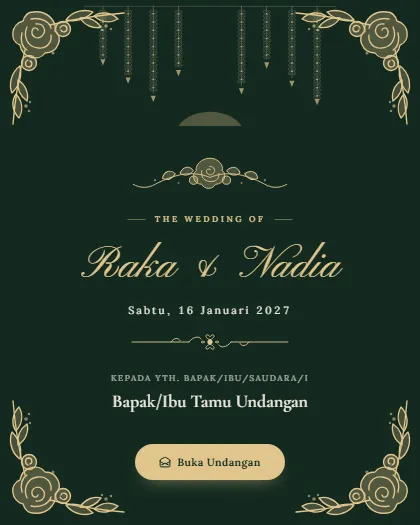 THE WEDDING OF
Raka & Nadia
Sabtu, 16 Januari 2027
KEPADA YTH. BAPAK/IBU/SAUDARA/I
Bapak/Ibu Tamu Undangan
Buka Undangan